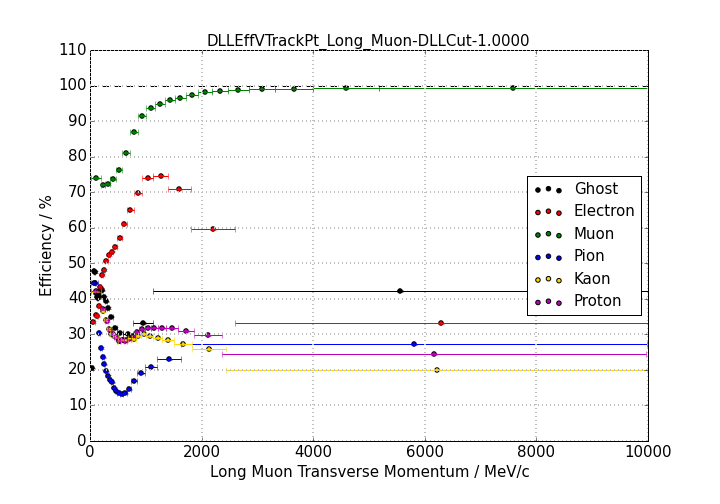 DLLEffVTrackPt_Long_Muon-DLLCut-1.0000
110
100
90
80
70
60
50
40
30
20
10
0
Efficiency / %
Ghost
Electron
Muon
Pion
Kaon
Proton
0 2000 4000 6000 8000 10000
Long Muon Transverse Momentum / MeV/c